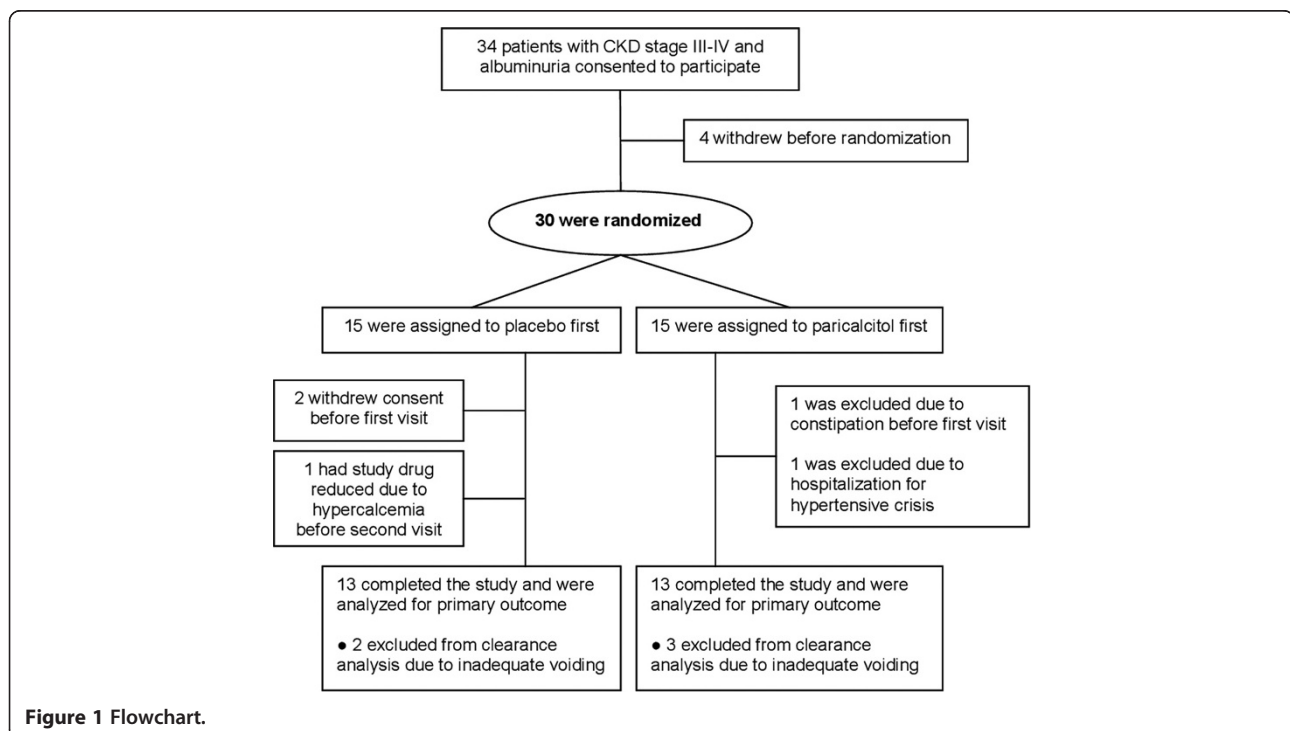 34 patients with CKD stage III-IV and
albuminuria consented to participate
4 withdrew before randomization
30 were randomized
15 were assigned to placebo first
15 were assigned to paricalcitol first
2 withdrew consent
before first visit
1 had study drug
reduced due to
hypercalcemia
before second visit
1 was excluded due to
constipation before first visit
1 was excluded due to
hospitalization for
hypertensive crisis
13 completed the study and were
analyzed for primary outcome
● 2 excluded from clearance
analysis due to inadequate voiding
13 completed the study and were
analyzed for primary outcome
● 3 excluded from clearance
analysis due to inadequate voiding
Figure 1 Flowchart.